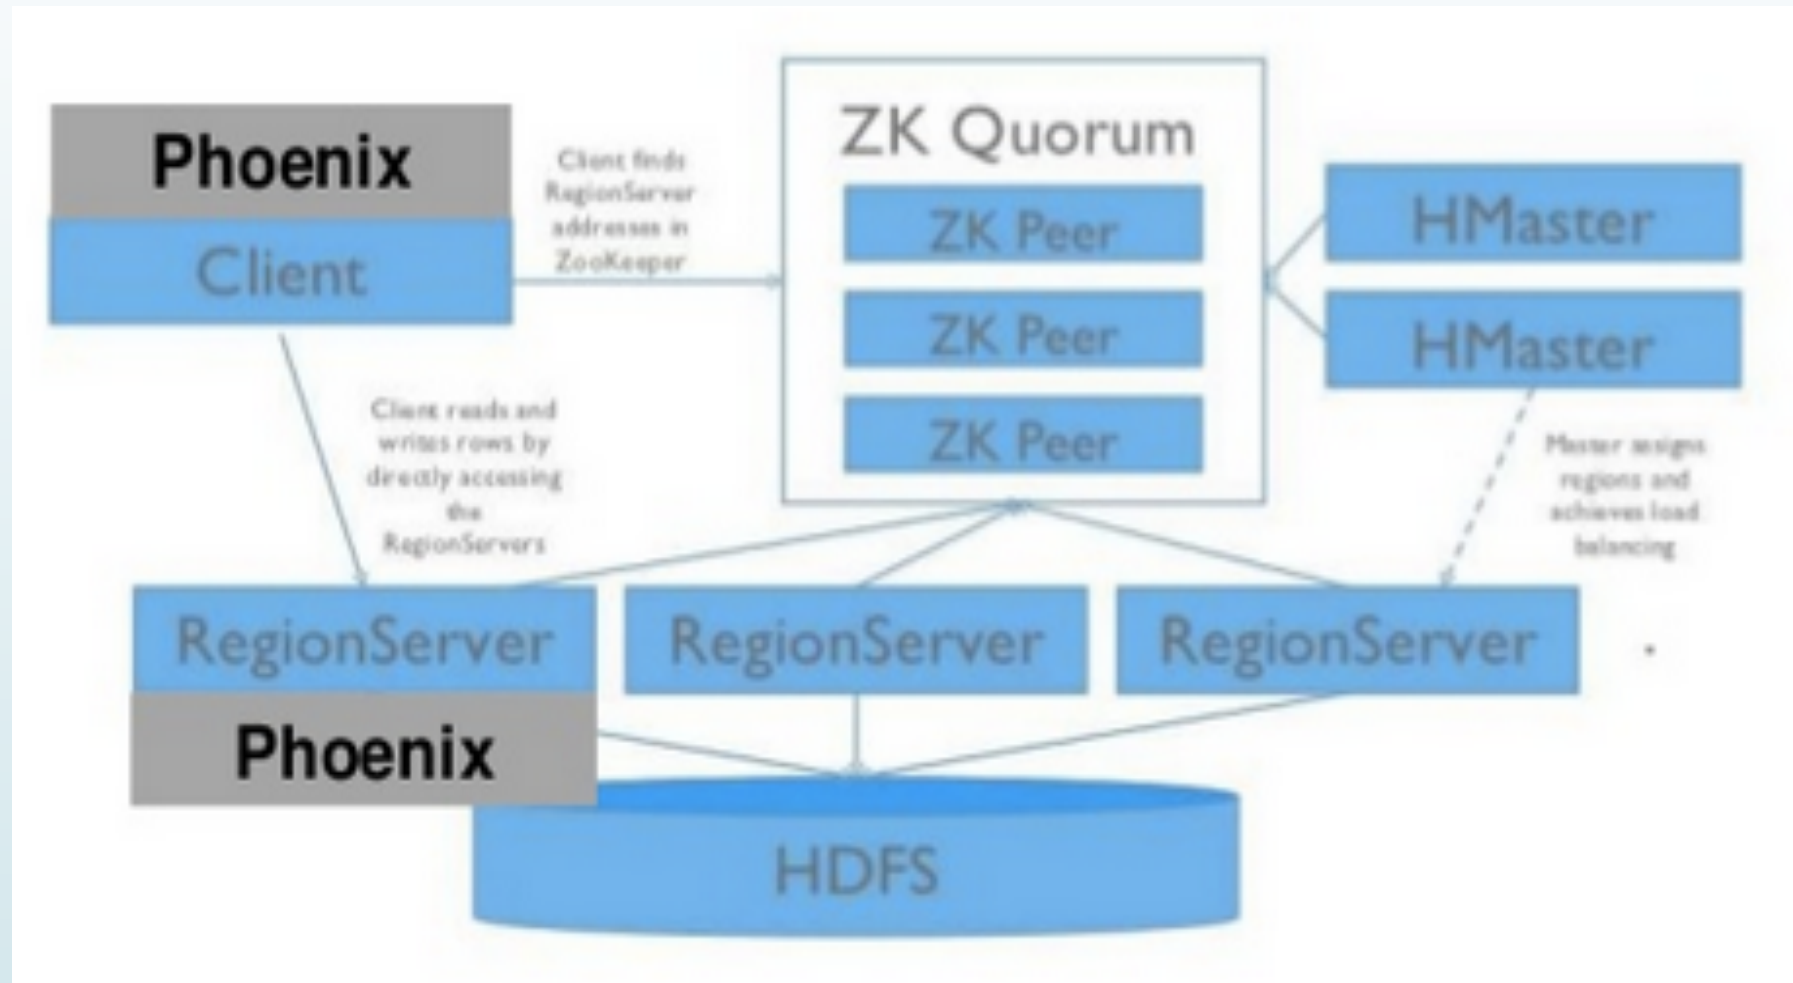 Phoenix
Client
Client finds
RegionServer
addresses in
ZooKeeper
ZK Quorum
ZK Peer
ZK Peer
ZK Peer
HMaster
HMaster
Client reads and
writes rows by
directly accessing
the
RegionServers
Master assigns
regions and
achieves load
balancing
RegionServer
RegionServer
RegionServer
Phoenix
HDFS